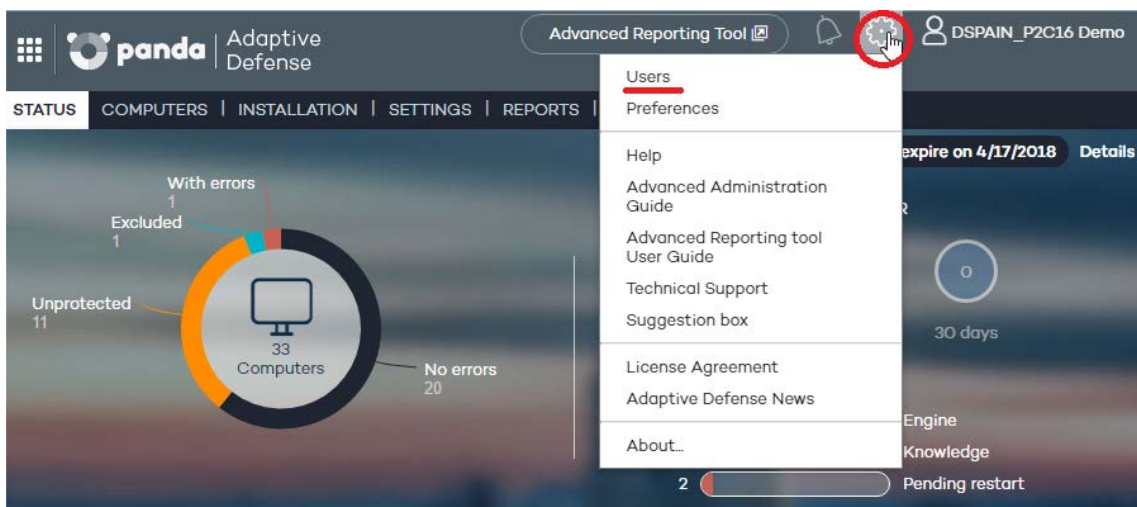 panda
Adaptive
Defense
Advanced Reporting Tool
DSPAIN_P2C16 Demo
STATUS COMPUTERS | INSTALLATION | SETTINGS | REPORTS |
Users
Preferences
Help
Advanced Administration
Guide
Advanced Reporting tool
User Guide
Technical Support
Suggestion box
License Agreement
Adaptive Defense News
About...
expire on 4/17/2018 Details
With errors
1
Excluded
1
Unprotected
11
33
Computers
No errors
20
0
30 days
Engine
Knowledge
2
Pending restart